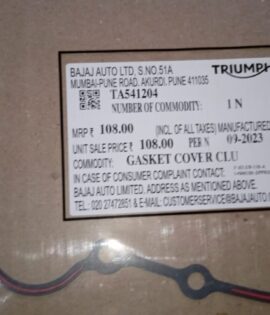 BAJAJ AUTO LTD. S.NO.51A
MUMBAI-PUNE ROAD, AKURDI, PUNE 411035
TRIUMPH
TA541204
NUMBER OF COMMODITY: 1 N
MRP ₹ 108.00 (INCL. OF ALL TAXES) MANUFACTURED
UNIT SALE PRICE ₹ 108.00 PER N 09-2023
COMMODITY: GASKET COVER CLU
IN CASE OF CONSUMER COMPLAINT CONTACT.
BAJAJ AUTO LIMITED. ADDRESS AS MENTIONED ABOVE.
TEL: 020 27472851 & E-MAIL: CUSTOMERSERVICE@BAJAJAUTO